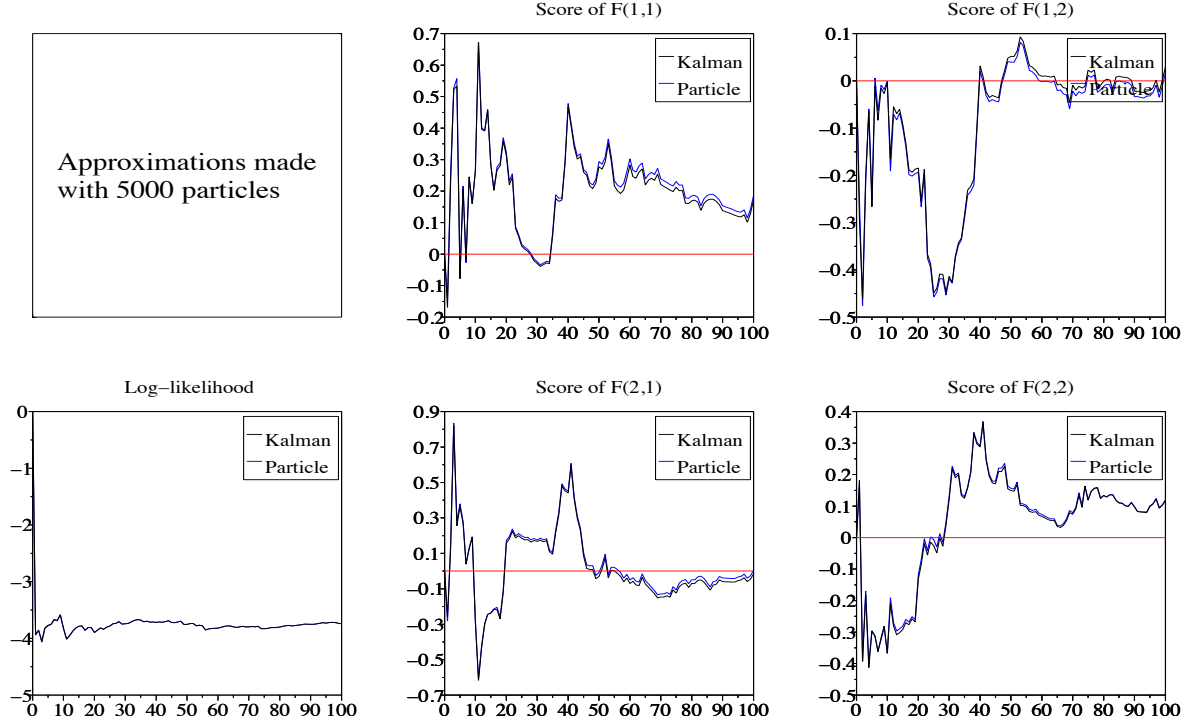 Score of F(1,1)
Score of F(1,2)
0.7
0.6
0.5
0.4
0.3
0.2
0.1
0
−0.1
−0.2
Kalman
Particle
0 10 20 30 40 50 60 70 80 90 100
0.1
0
−0.1
−0.2
−0.3
−0.4
−0.5
Kalman
Particle
0 10 20 30 40 50 60 70 80 90 100
Approximations made
with 5000 particles
Log−likelihood
Score of F(2,1)
Score of F(2,2)
0
−1
−2
−3
−4
−5
Kalman
Particle
0 10 20 30 40 50 60 70 80 90 100
0.9
0.7
0.5
0.3
0.1
−0.1
−0.3
−0.5
−0.7
Kalman
Particle
0 10 20 30 40 50 60 70 80 90 100
0.4
0.3
0.2
0.1
0
−0.1
−0.2
−0.3
−0.4
−0.5
Kalman
Particle
0 10 20 30 40 50 60 70 80 90 100